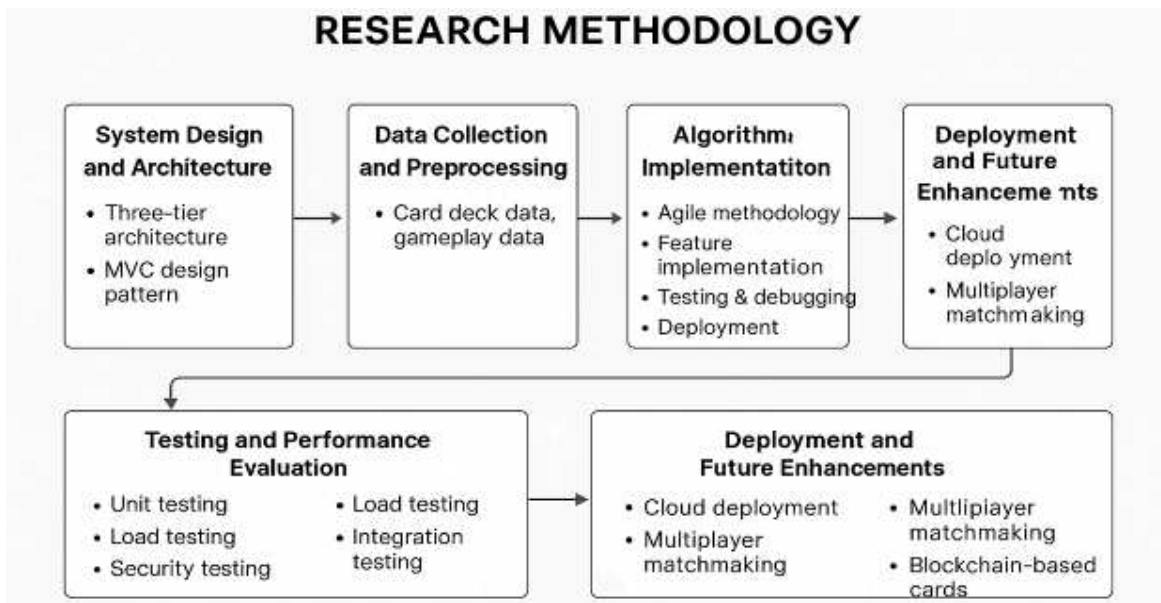 RESEARCH METHODOLOGY
System Design
and Architecture
• Three-tier
architecture
• MVC design
pattern
Data Collection
and Preprocessing
• Card deck data,
gameplay data
Algorithm:
Implementatiton
• Agile methodology
• Feature
implementation
• Testing & debugging
• Deployment
Deployment
and Future
Enhanceme nts
• Cloud
deplo yment
• Multiplayer
matchmaking
Testing and Performance
Evaluation
• Unit testing
• Load testing
• Security testing
• Load testing
• Integration
testing
Deployment and
Future Enhancements
• Cloud deployment
• Multiplayer
matchmaking
• Multliplayer
matchmaking
• Blockchain-based
cards